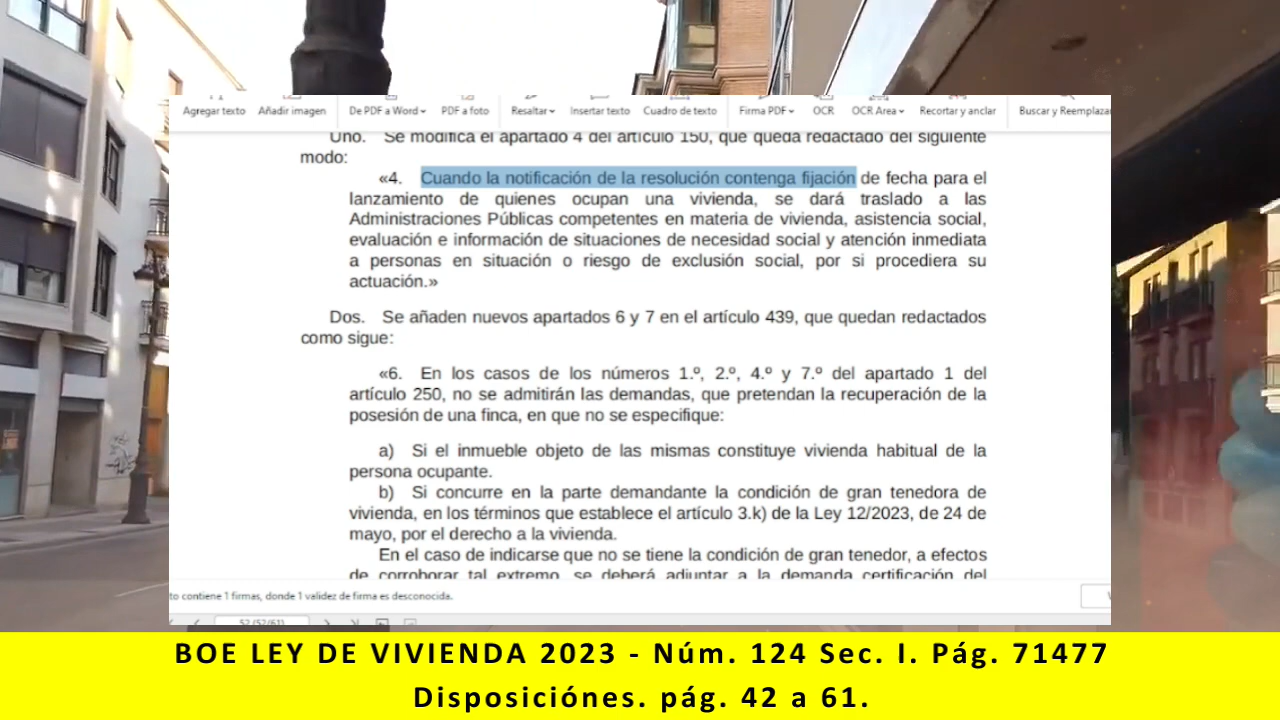 Agregar texto Añadir imagen De PDF a Word PDF a foto Resaltar Insertar texto Cuadro de texto Firma PDF OCR OCR Area Recortar y anclar Buscar y Reemplaza
Uno. Se modifica el apartado 4 del artículo 150, que queda redactado del siguiente
modo:
«4. Cuando la notificación de la resolución contenga fijación de fecha para el
lanzamiento de quienes ocupan una vivienda, se dará traslado a las
Administraciones Públicas competentes en materia de vivienda, asistencia social,
evaluación e información de situaciones de necesidad social y atención inmediata
a personas en situación o riesgo de exclusión social, por si procediera su
actuación.»
Dos. Se añaden nuevos apartados 6 y 7 en el artículo 439, que quedan redactados
como sigue:
«6. En los casos de los números 1.º, 2.º, 4.º y 7.º del apartado 1 del
artículo 250, no se admitirán las demandas, que pretendan la recuperación de la
posesión de una finca, en que no se especifique:
a) Si el inmueble objeto de las mismas constituye vivienda habitual de la
persona ocupante.
b) Si concurre en la parte demandante la condición de gran tenedora de
vivienda, en los términos que establece el artículo 3.k) de la Ley 12/2023, de 24 de
mayo, por el derecho a la vivienda.
En el caso de indicarse que no se tiene la condición de gran tenedor, a efectos
de corroborar tal extremo, se deberá adjuntar a la demanda certificación del
to contiene 1 firmas, donde 1 validez de firma es desconocida.
52 (52/61)
BOE LEY DE VIVIENDA 2023 - Núm. 124 Sec. I. Pág. 71477
Disposiciónes. pág. 42 a 61.